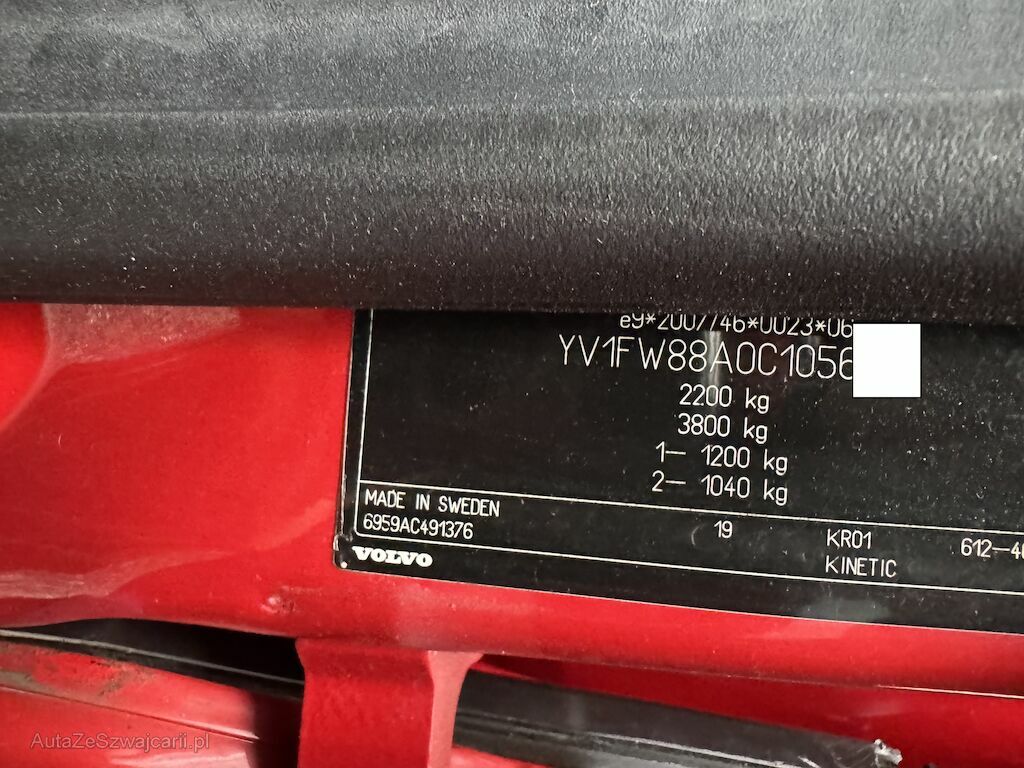 e9*2007/46*0023*06
YV1FW88A0C1056
2200 kg
3800 kg
1– 1200 kg
2– 1040 kg
MADE IN SWEDEN
6959AC491376
19
KR01
612–4
KINETIC
VOLVO
AutaZeSzwajcarii.pl